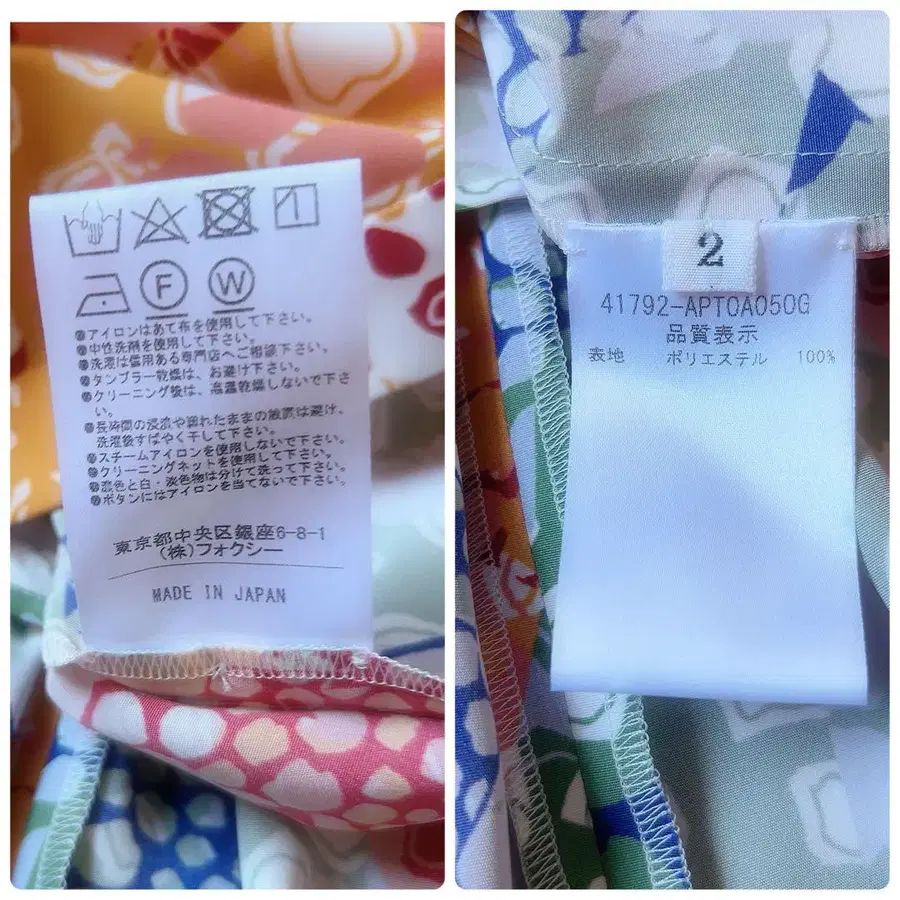 F
W
●アイロンはあて布を使用して下さい。
●中性洗剤を使用して下さい。
●洗濯は信用ある専門店へご相談下さい。
●タンブラー乾燥は、お避け下さい。
●クリーニング後は、高温乾燥しないで下さ
い。
●長時間の浸漬や濡れたままの放置は避け、
洗濯後すばやく干して下さい。
●スチームアイロンを使用しないで下さい。
●クリーニングネットを使用して下さい。
●濃色と白・淡色物は分けて洗って下さい。
●ボタンにはアイロンを当てないで下さい。
東京都中央区銀座6-8-1
(株)フォクシー
MADE IN JAPAN
2
41792-APT0A050G
品質表示
表地 ポリエステル 100%